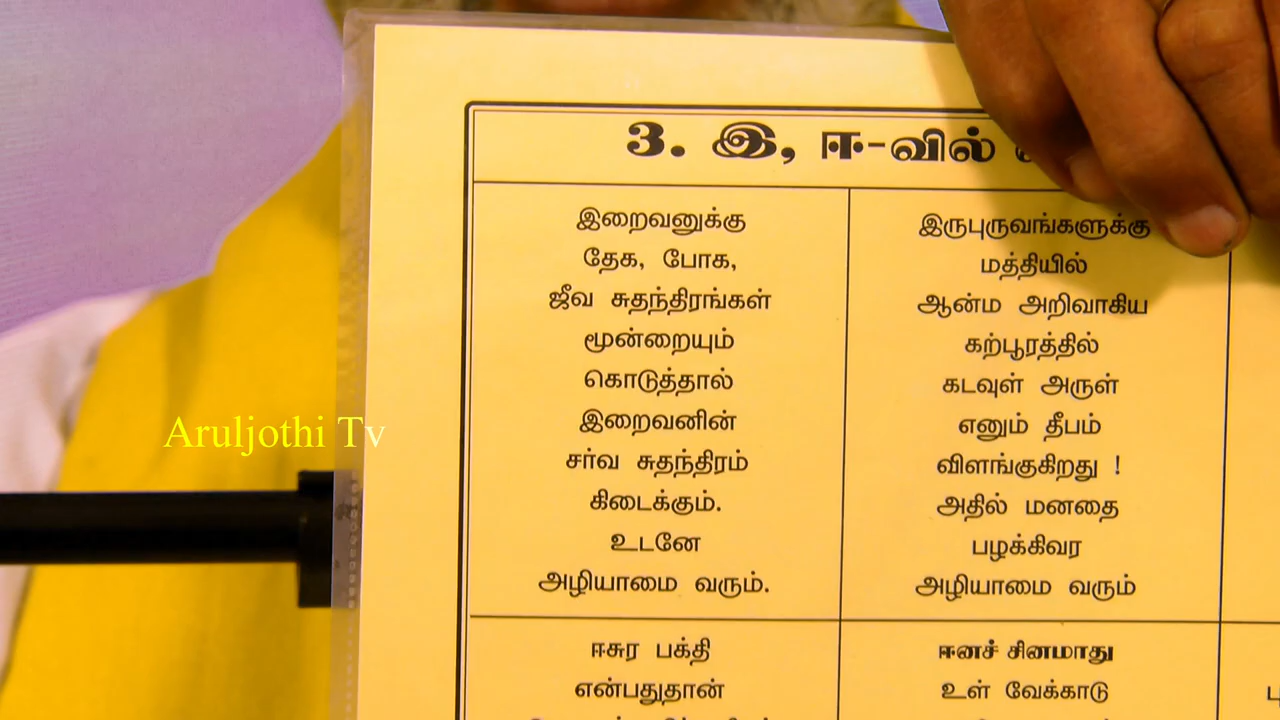 3. இ, ஈ-வில்
இறைவனுக்கு
தேக, போக,
ஜீவ சுதந்திரங்கள்
மூன்றையும்
கொடுத்தால்
இறைவனின்
சர்வ சுதந்திரம்
கிடைக்கும்.
உடனே
அழியாமை வரும்.
இருபுருவங்களுக்கு
மத்தியில்
ஆன்ம அறிவாகிய
கற்பூரத்தில்
கடவுள் அருள்
எனும் தீபம்
விளங்குகிறது !
அதில் மனதை
பழக்கிவர
அழியாமை வரும்
ஈசுர பக்தி
என்பதுதான்
ஈனச் சினமாது
உள் வேக்காடு
Aruljothi Tv